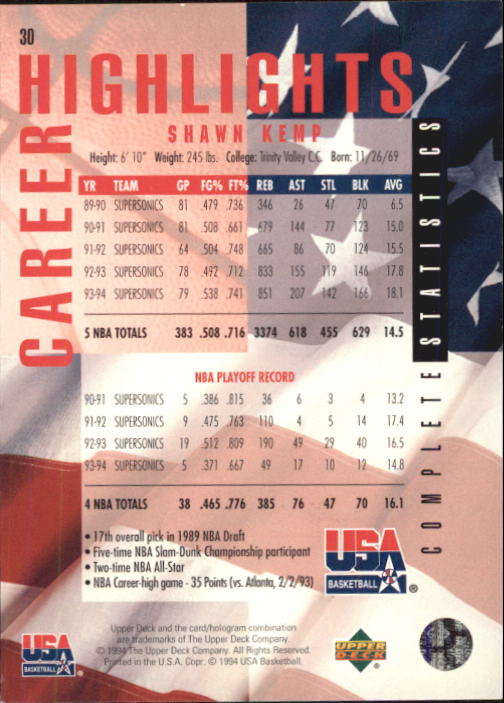 30
CAREER
HIGHLIGHTS
SHAWN KEMP
Height: 6' 10" Weight: 245 lbs. College: Trinity Valley C.C. Born: 11/26/69
YR TEAM GP FG% FT% REB AST STL BLK AVG
89-90 SUPERSONICS 81 .479 .736 346 26 47 70 6.5
90-91 SUPERSONICS 81 .508 .661 679 144 77 123 15.0
91-92 SUPERSONICS 64 .504 .748 665 86 70 124 15.5
92-93 SUPERSONICS 78 .492 .712 833 155 119 146 17.8
93-94 SUPERSONICS 79 .538 .741 851 207 142 166 18.1
5 NBA TOTALS 383 .508 .716 3374 618 455 629 14.5
COMPLETE STATISTICS
NBA PLAYOFF RECORD
90-91 SUPERSONICS 5 .386 .815 36 6 3 4 13.2
91-92 SUPERSONICS 9 .475 .763 110 4 5 14 17.4
92-93 SUPERSONICS 19 .512 .809 190 49 29 40 16.5
93-94 SUPERSONICS 5 .371 .667 49 17 10 12 14.8
4 NBA TOTALS 38 .465 .776 385 76 47 70 16.1
• 17th overall pick in 1989 NBA Draft
• Five-time NBA Slam-Dunk Championship participant
• Two-time NBA All-Star
• NBA Career-high game - 35 Points (vs. Atlanta, 2/2/93)
USA
BASKETBALL ®
Upper Deck and the card/hologram combination
are trademarks of The Upper Deck Company.
© 1994 The Upper Deck Company. All Rights Reserved.
Printed in the U.S.A. Copr. © 1994 USA Basketball.
USA
BASKETBALL ®
UPPER
DECK